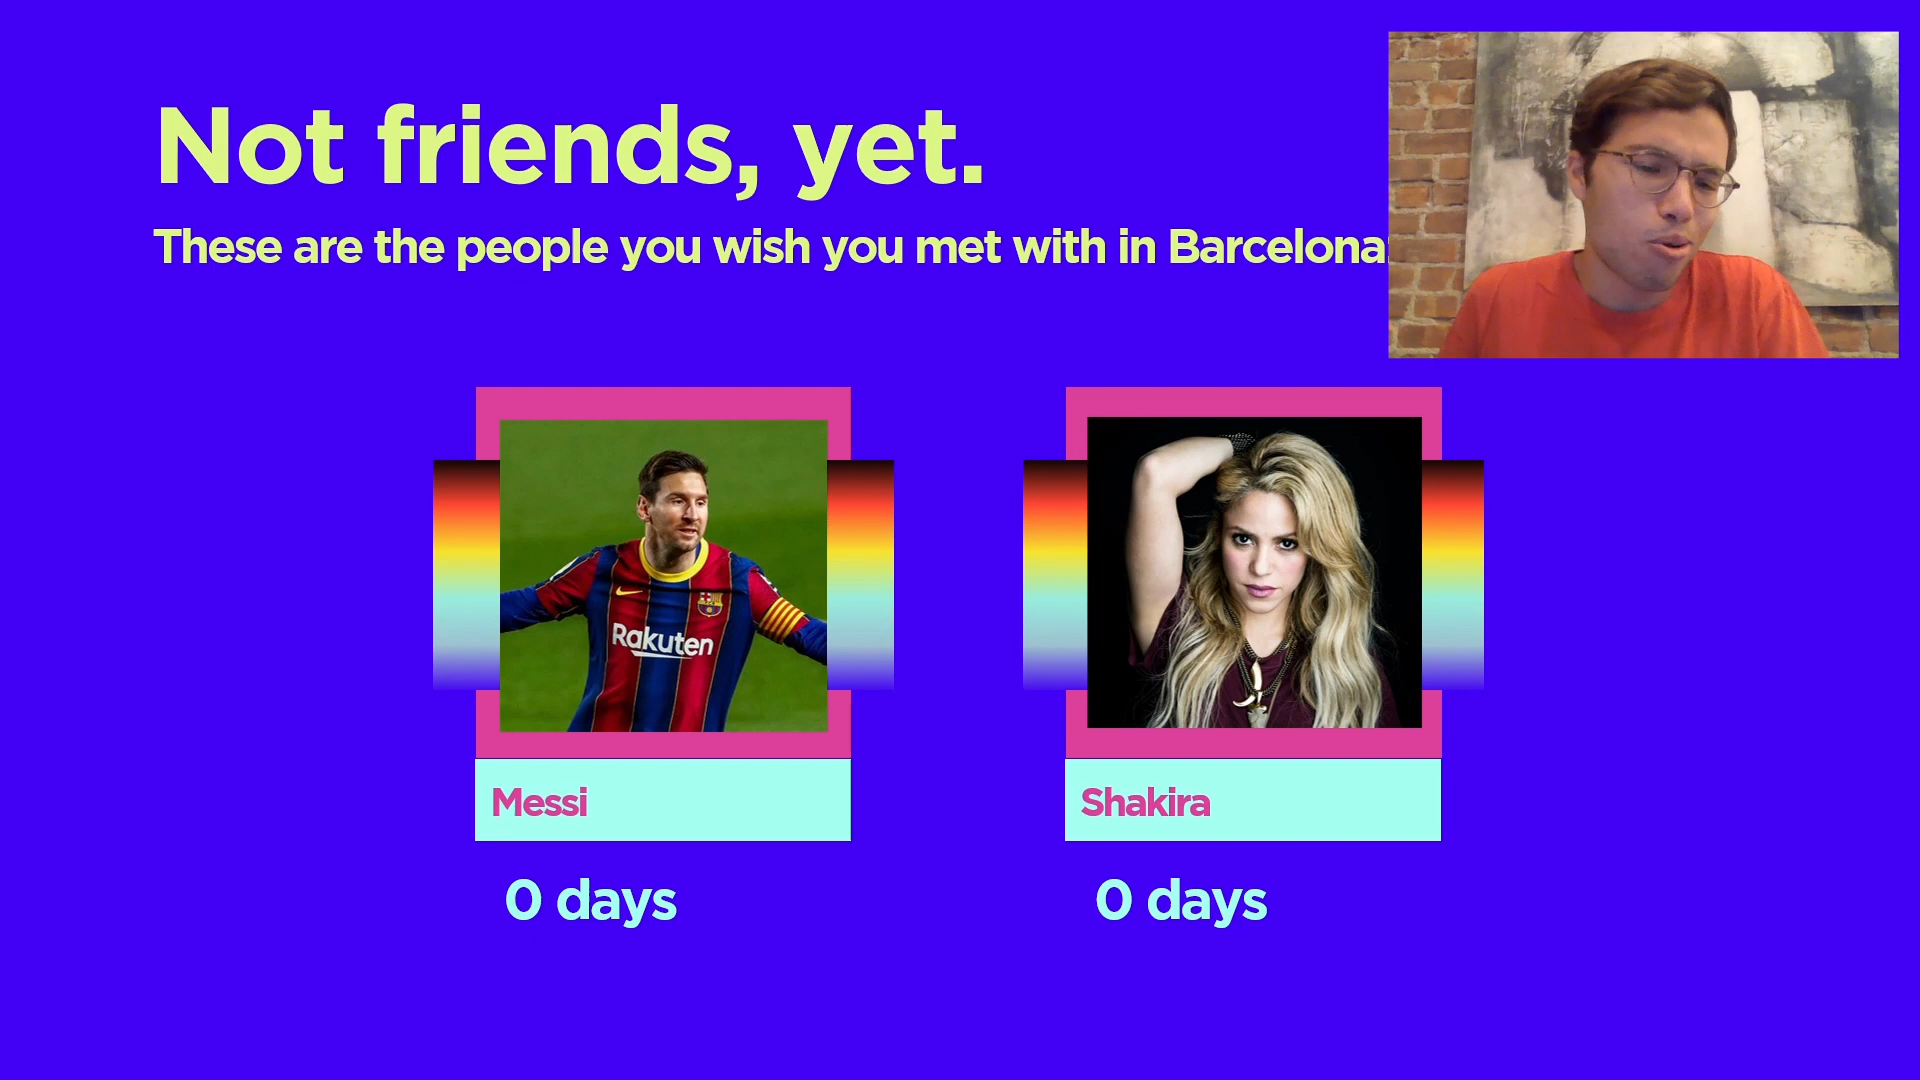 Not friends, yet.
These are the people you wish you met with in Barcelona:
Rakuten
Messi
Shakira
0 days
0 days